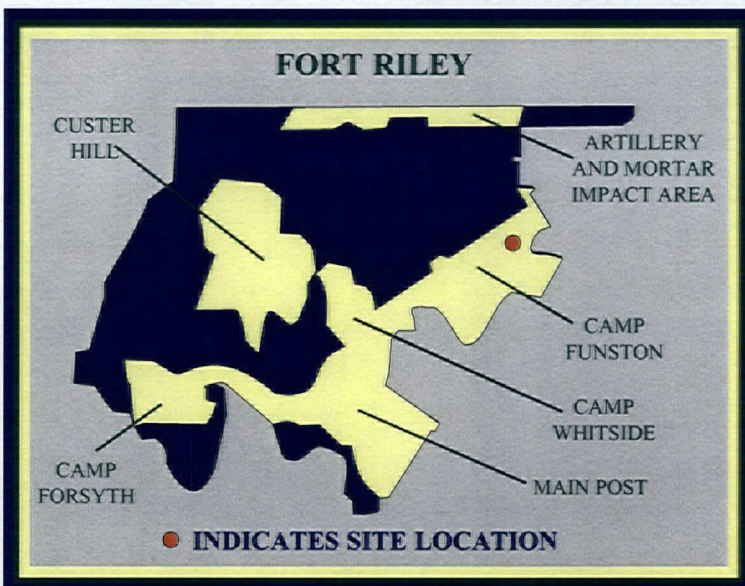 FORT RILEY
CUSTER
HILL
ARTILLERY
AND MORTAR
IMPACT AREA
CAMP
FUNSTON
CAMP
WHITSIDE
MAIN POST
CAMP
FORSYTH
INDICATES SITE LOCATION